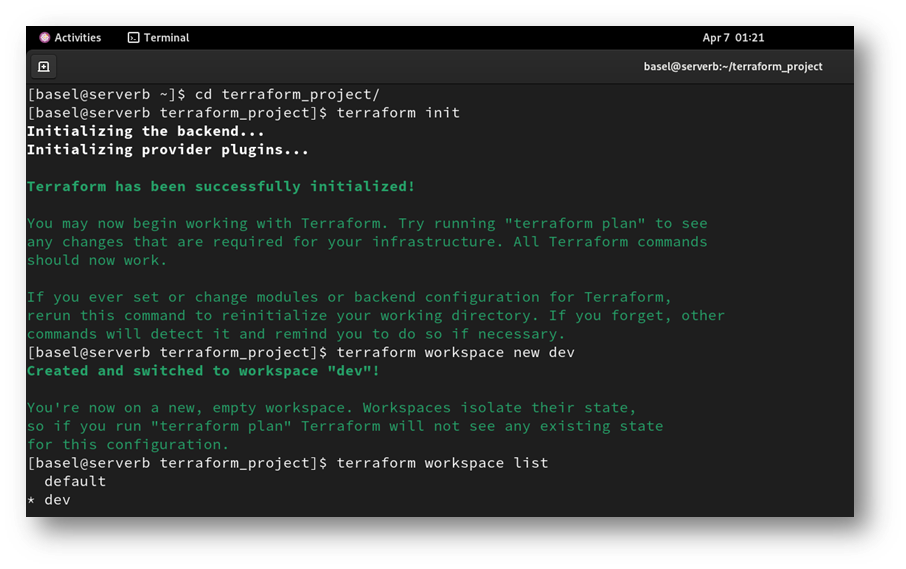 Activities Terminal Apr 7 01:21
basel@serverb:~/terraform_project
[basel@serverb ~]$ cd terraform_project/
[basel@serverb terraform_project]$ terraform init
Initializing the backend...
Initializing provider plugins...
Terraform has been successfully initialized!
You may now begin working with Terraform. Try running "terraform plan" to see
any changes that are required for your infrastructure. All Terraform commands
should now work.
If you ever set or change modules or backend configuration for Terraform,
rerun this command to reinitialize your working directory. If you forget, other
commands will detect it and remind you to do so if necessary.
[basel@serverb terraform_project]$ terraform workspace new dev
Created and switched to workspace "dev"!
You're now on a new, empty workspace. Workspaces isolate their state,
so if you run "terraform plan" Terraform will not see any existing state
for this configuration.
[basel@serverb terraform_project]$ terraform workspace list
  default
* dev